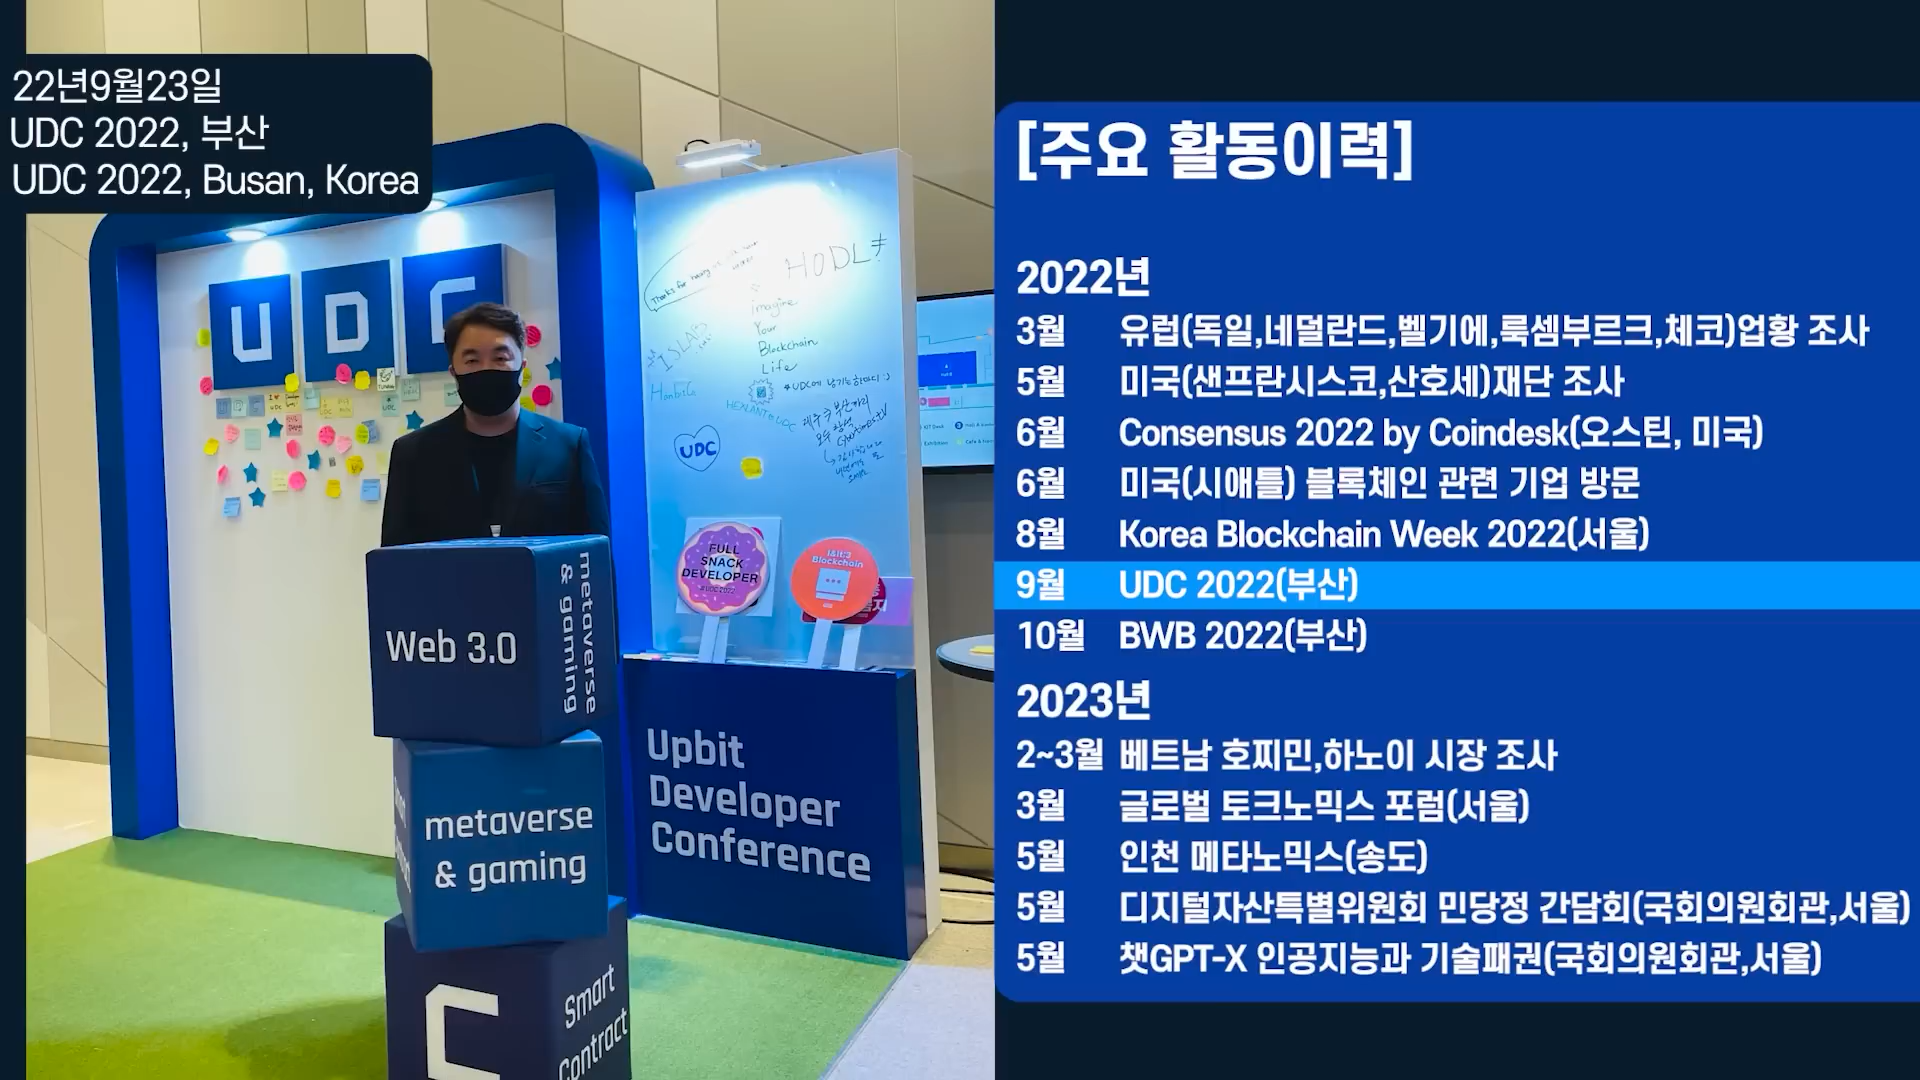 22년9월23일
UDC 2022, 부산
UDC 2022, Busan, Korea
UDC
HODL
imagine
Your
Blockchain
Life
UDC
FULL
SNACK
DEVELOPER
Blockchain
Web 3.0
metaverse
& gaming
metaverse
& gaming
Smart
Contract
Upbit
Developer
Conference
[주요 활동이력]
2022년
3월 유럽(독일,네덜란드,벨기에,룩셈부르크,체코)업황 조사
5월 미국(샌프란시스코,산호세)재단 조사
6월 Consensus 2022 by Coindesk(오스틴, 미국)
6월 미국(시애틀) 블록체인 관련 기업 방문
8월 Korea Blockchain Week 2022(서울)
9월 UDC 2022(부산)
10월 BWB 2022(부산)
2023년
2~3월 베트남 호찌민,하노이 시장 조사
3월 글로벌 토크노믹스 포럼(서울)
5월 인천 메타노믹스(송도)
5월 디지털자산특별위원회 민당정 간담회(국회의원회관,서울)
5월 챗GPT-X 인공지능과 기술패권(국회의원회관,서울)